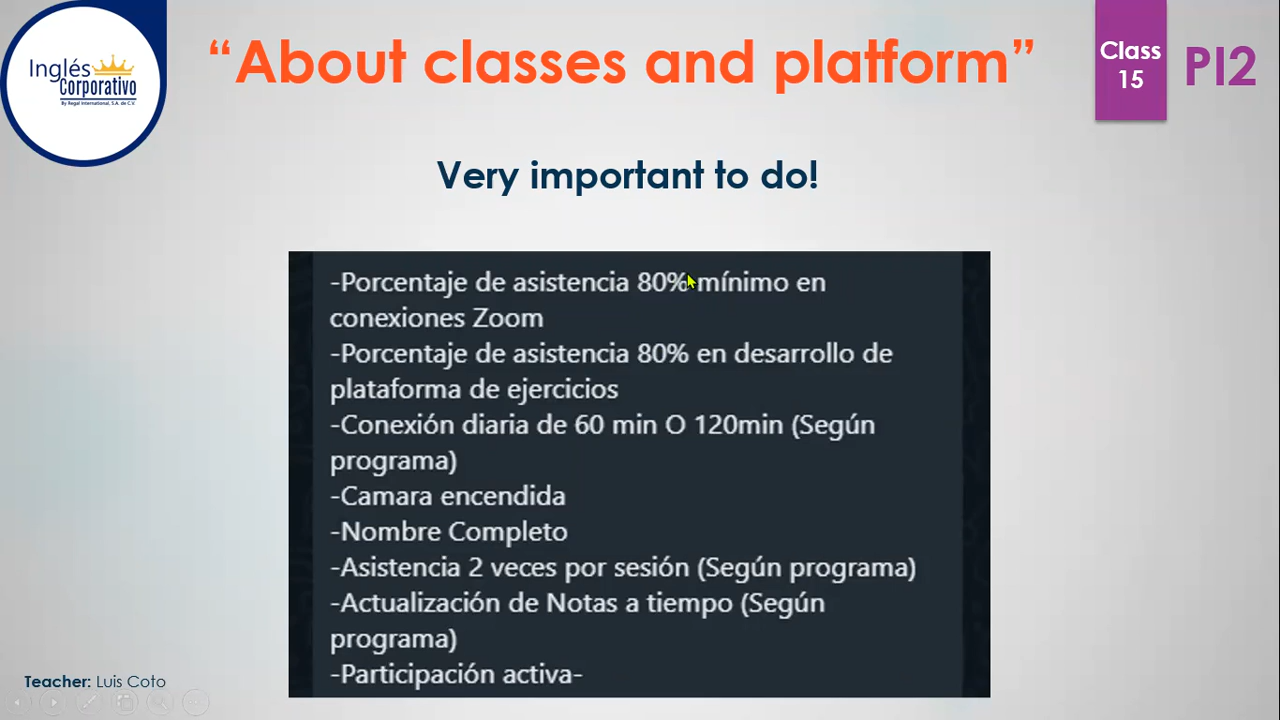 Inglés
Corporativo
By Regal International, S.A. de C.V.
“About classes and platform”
Class
15
PI2
Very important to do!
-Porcentaje de asistencia 80% mínimo en
conexiones Zoom
-Porcentaje de asistencia 80% en desarrollo de
plataforma de ejercicios
-Conexión diaria de 60 min O 120min (Según
programa)
-Camara encendida
-Nombre Completo
-Asistencia 2 veces por sesión (Según programa)
-Actualización de Notas a tiempo (Según
programa)
-Participación activa-
Teacher: Luis Coto